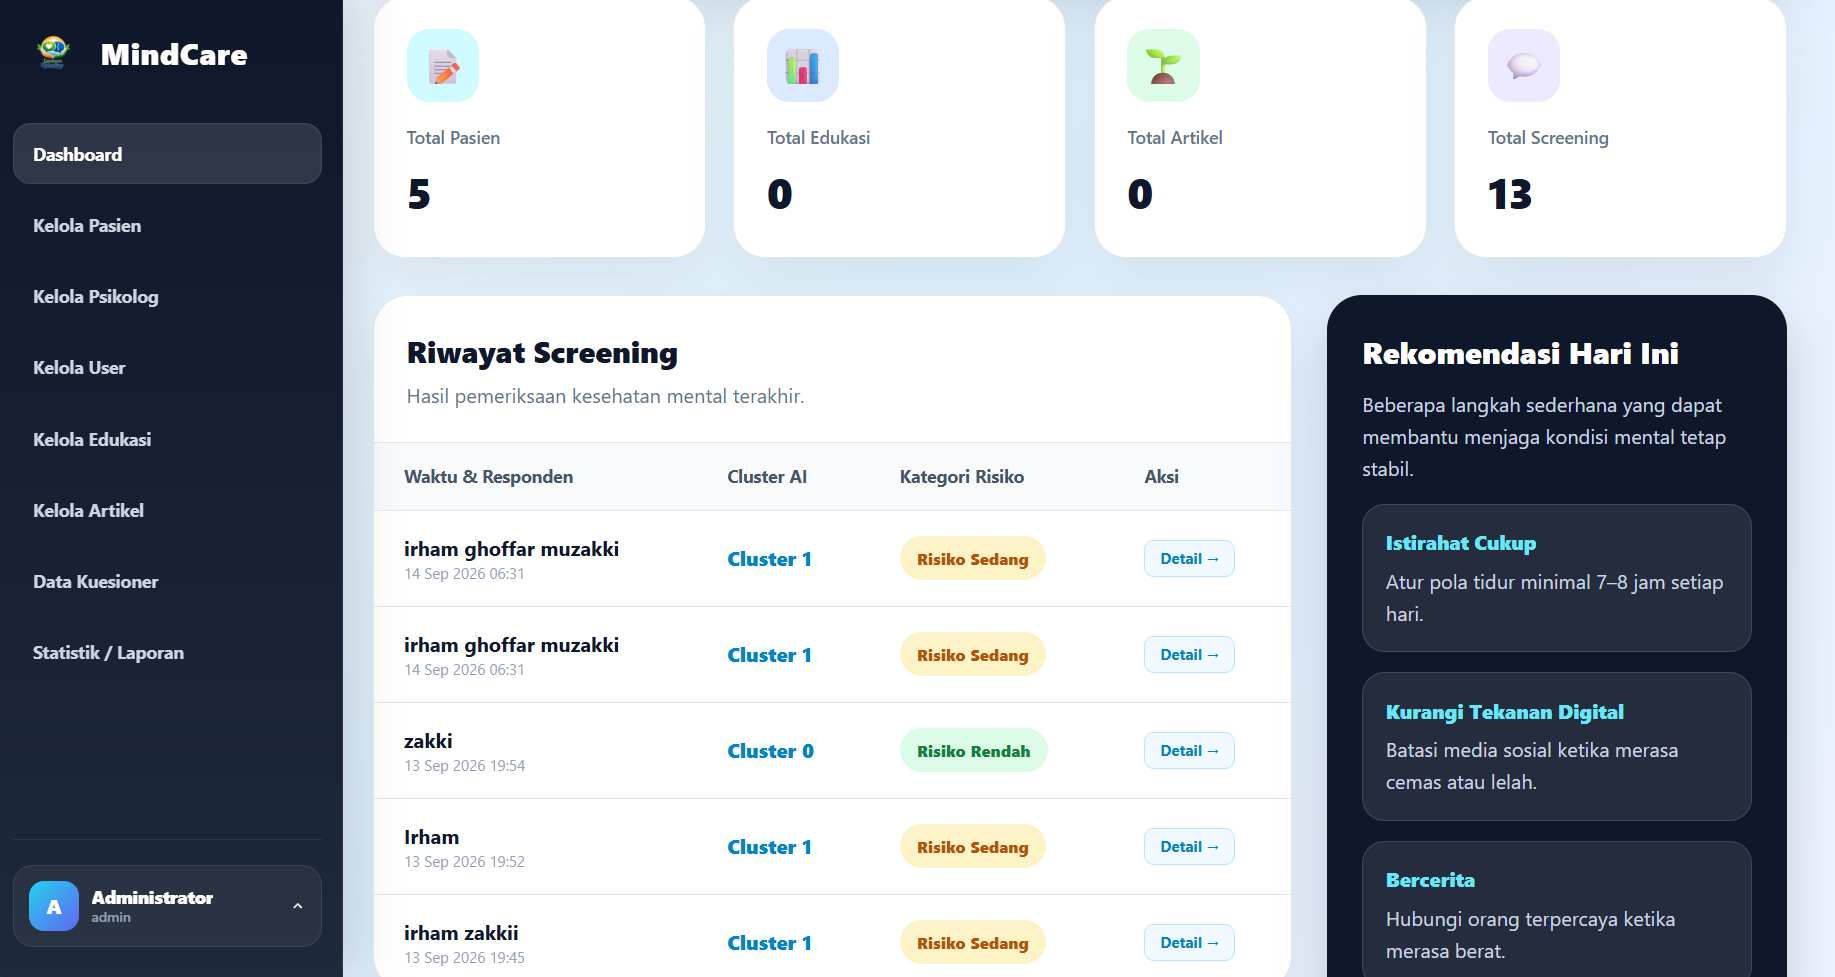 MindCare
Dashboard
Kelola Pasien
Kelola Psikolog
Kelola User
Kelola Edukasi
Kelola Artikel
Data Kuesioner
Statistik / Laporan
A
Administrator
admin
Total Pasien
5
Total Edukasi
0
Total Artikel
0
Total Screening
13
Riwayat Screening
Hasil pemeriksaan kesehatan mental terakhir.
Waktu & Responden Cluster AI Kategori Risiko Aksi
irham ghoffar muzakki
14 Sep 2026 06:31
Cluster 1 Risiko Sedang Detail →
irham ghoffar muzakki
14 Sep 2026 06:31
Cluster 1 Risiko Sedang Detail →
zakki
13 Sep 2026 19:54
Cluster 0 Risiko Rendah Detail →
Irham
13 Sep 2026 19:52
Cluster 1 Risiko Sedang Detail →
irham zakkii
13 Sep 2026 19:45
Cluster 1 Risiko Sedang Detail →
Rekomendasi Hari Ini
Beberapa langkah sederhana yang dapat
membantu menjaga kondisi mental tetap
stabil.
Istirahat Cukup
Atur pola tidur minimal 7–8 jam setiap
hari.
Kurangi Tekanan Digital
Batasi media sosial ketika merasa
cemas atau lelah.
Bercerita
Hubungi orang terpercaya ketika
merasa berat.